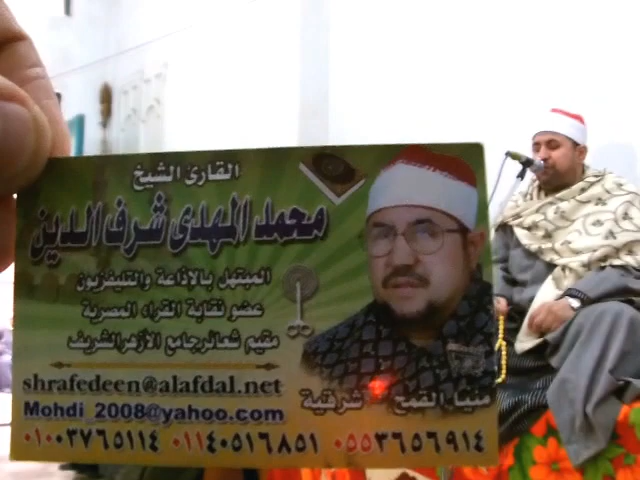 القارئ الشيخ
محمد المهدى شرف الدين
المبتهل بالاذاعة والتليفزيون
عضو نقابة القراء المصرية
مقيم شعائر جامع الأزهر الشريف
shrafedeen@alafdal.net
Mohdi_2008@yahoo.com
منيا القمح شرقية
٠١٠٠٣٧٦٥١١٤ ٠١١٤٠٥١٦٨٥١ ٠٥٥٣٦٥٦٩١٤